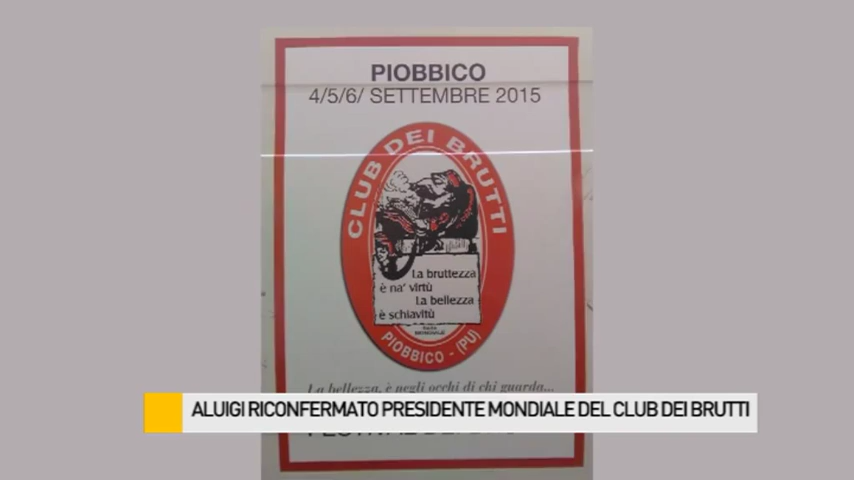 PIOBBICO
4/5/6/ SETTEMBRE 2015
CLUB DEI BRUTTI
La bruttezza
è na' virtù
La bellezza
è schiavitù
PIOBBICO - (PU)
La bellezza, è negli occhi di chi guarda...
ALUIGI RICONFERMATO PRESIDENTE MONDIALE DEL CLUB DEI BRUTTI